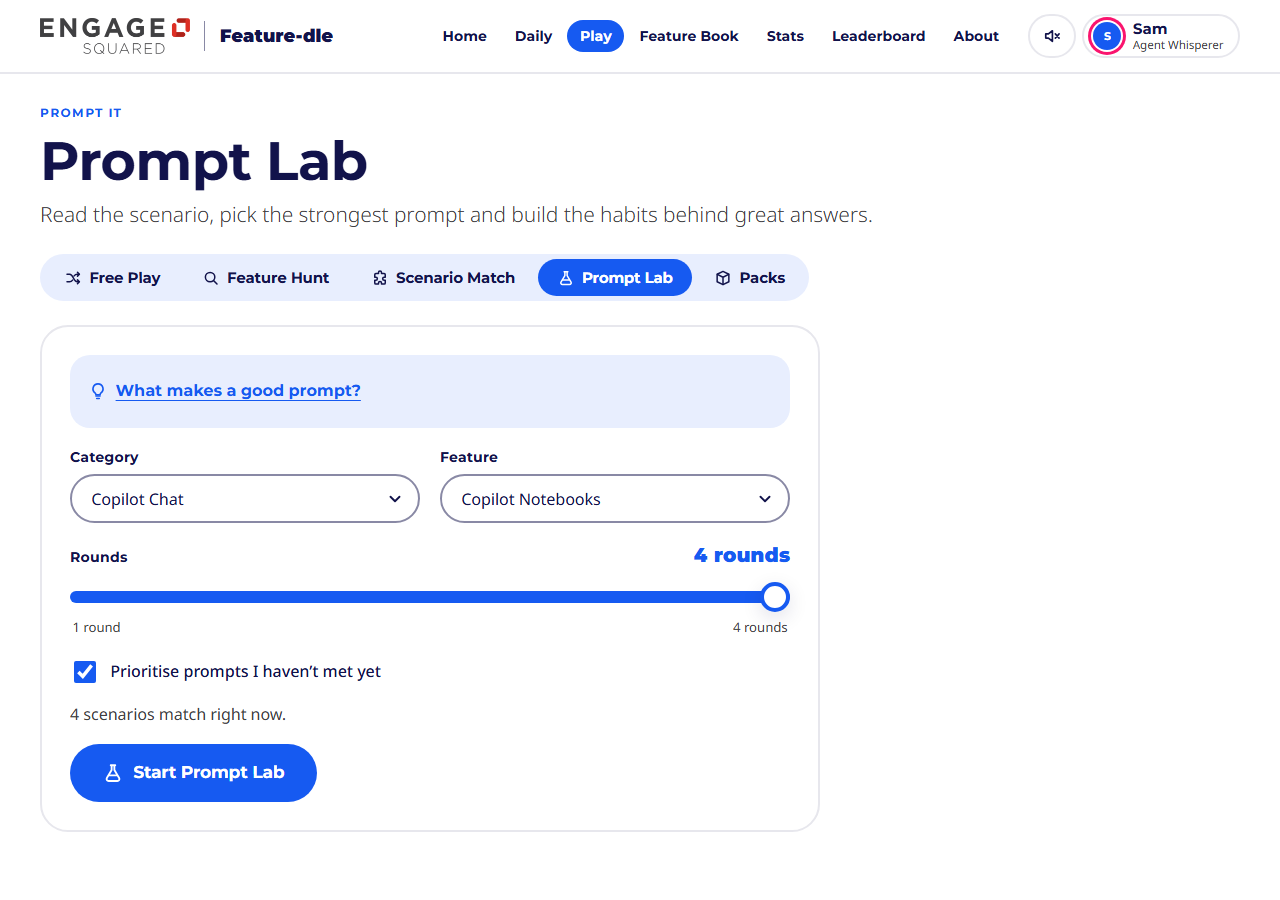 ENGAGE
SQUARED
Feature-dle
Home
Daily
Play
Feature Book
Stats
Leaderboard
About
S
Sam
Agent Whisperer
PROMPT IT
Prompt Lab
Read the scenario, pick the strongest prompt and build the habits behind great answers.
Free Play
Feature Hunt
Scenario Match
Prompt Lab
Packs
What makes a good prompt?
Category
Feature
Copilot Chat
Copilot Notebooks
Rounds
4 rounds
1 round
4 rounds
Prioritise prompts I haven’t met yet
4 scenarios match right now.
Start Prompt Lab